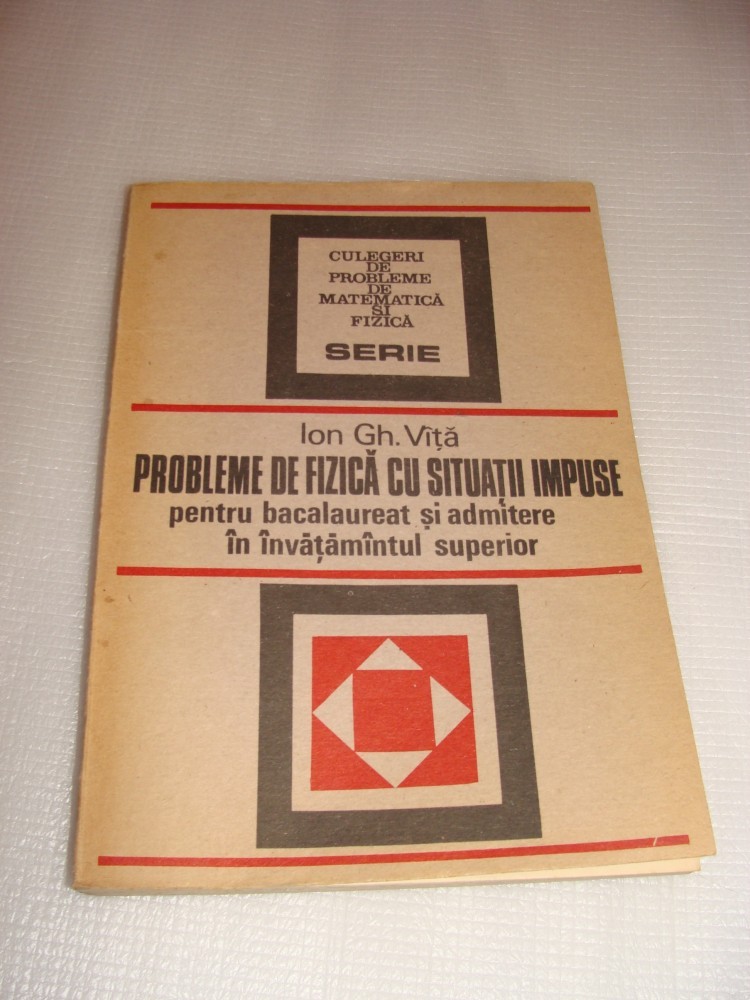 CULEGERI
DE
PROBLEME
DE
MATEMATICĂ
ȘI
FIZICĂ
SERIE
Ion Gh. Vîță
PROBLEME DE FIZICĂ CU SITUAȚII IMPUSE
pentru bacalaureat și admitere
în învățămîntul superior